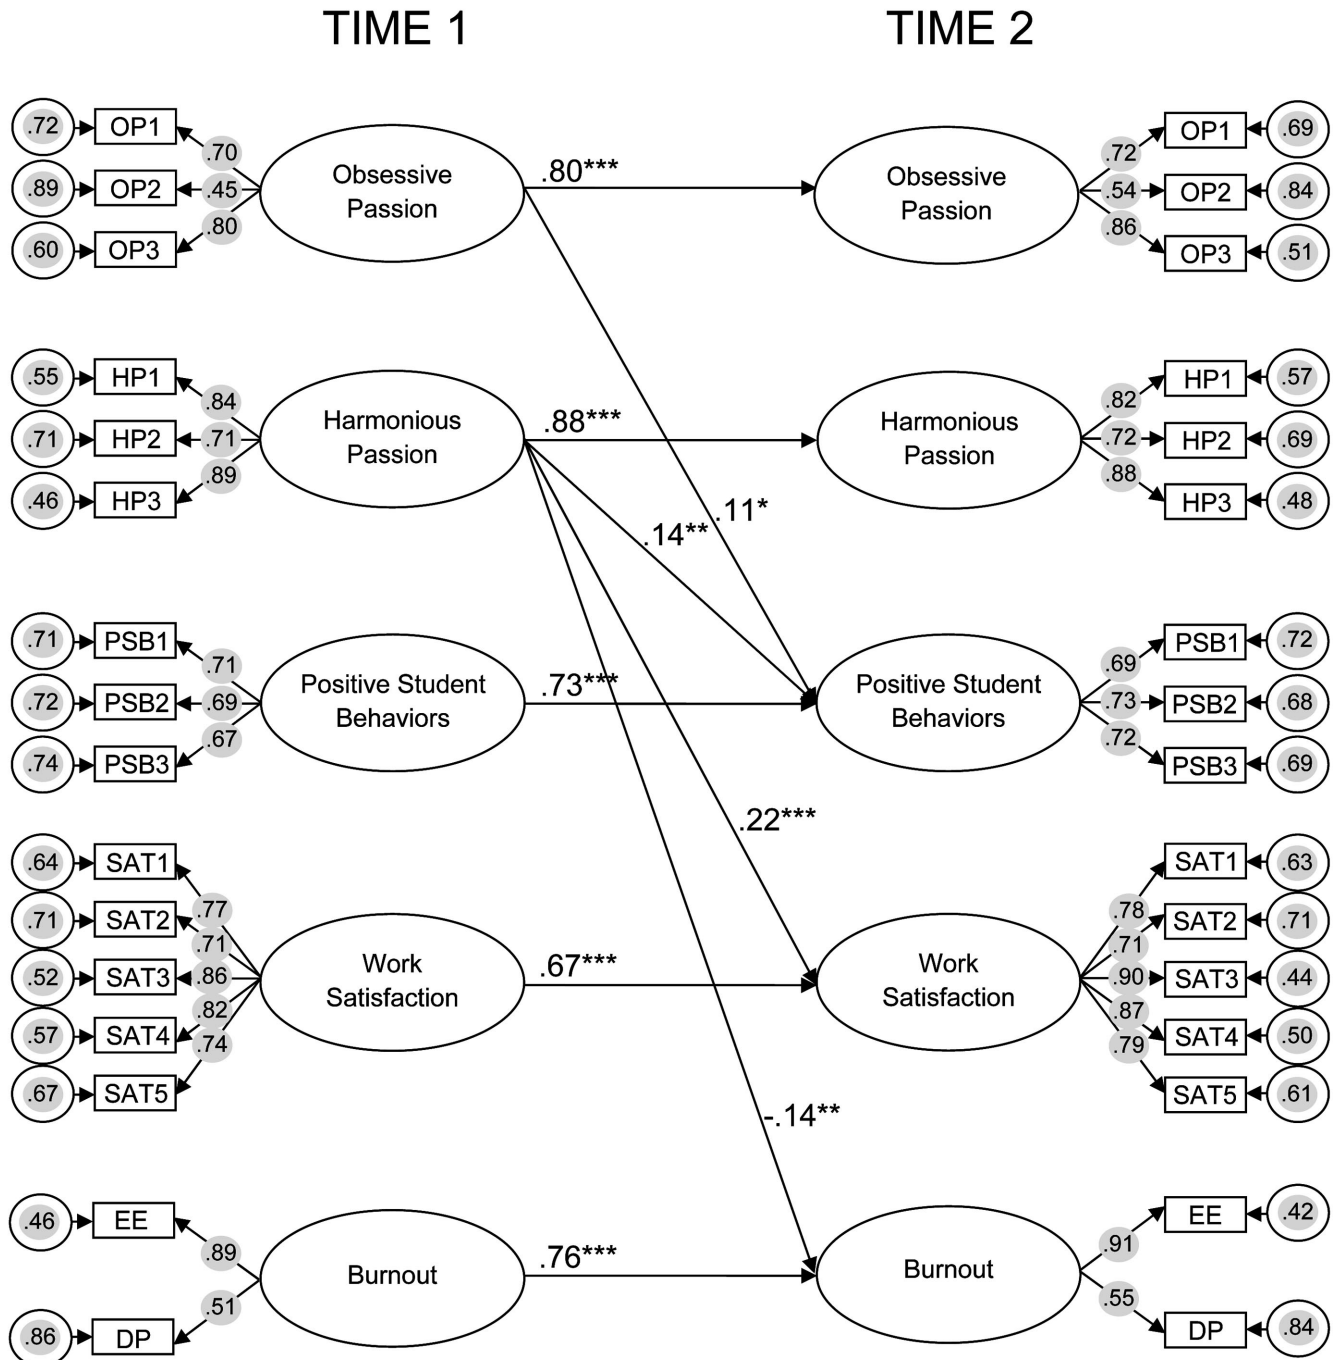 TIME 1 TIME 2
.72 OP1 .70 Obsessive Passion .80*** Obsessive Passion .72 OP1 .69
.89 OP2 .45 .54 OP2 .84
.60 OP3 .80 .86 OP3 .51
.55 HP1 .84 Harmonious Passion .88*** Harmonious Passion .82 HP1 .57
.71 HP2 .71 .72 HP2 .69
.46 HP3 .89 .88 HP3 .48
.14** .11*
.71 PSB1 .71 Positive Student Behaviors .73*** Positive Student Behaviors .69 PSB1 .72
.72 PSB2 .69 .73 PSB2 .68
.74 PSB3 .67 .72 PSB3 .69
.22***
.64 SAT1 .77 .78 SAT1 .63
.71 SAT2 .71 .71 SAT2 .71
.52 SAT3 .86 Work Satisfaction .67*** Work Satisfaction .90 SAT3 .44
.57 SAT4 .82 .87 SAT4 .50
.67 SAT5 .74 .79 SAT5 .61
-.14**
.46 EE .89 Burnout .76*** Burnout .91 EE .42
.86 DP .51 .55 DP .84